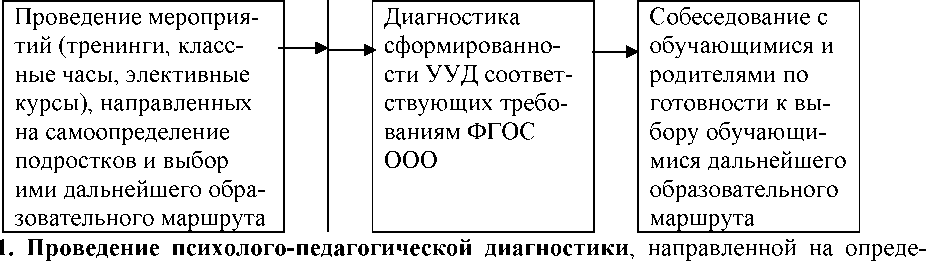 Проведение мероприя-
тий (тренинги, класс-
ные часы, элективные
курсы), направленных
на самоопределение
подростков и выбор
ими дальнейшего обра-
зовательного маршрута
Диагностика
сформированно-
сти УУД соответ-
ствующих требо-
ваниям ФГОС
ООО
Собеседование с
обучающимися и
родителями по
готовности к вы-
бору обучающи-
мися дальнейшего
образовательного
маршрута
1. Проведение психолого-педагогической диагностики, направленной на опреде-